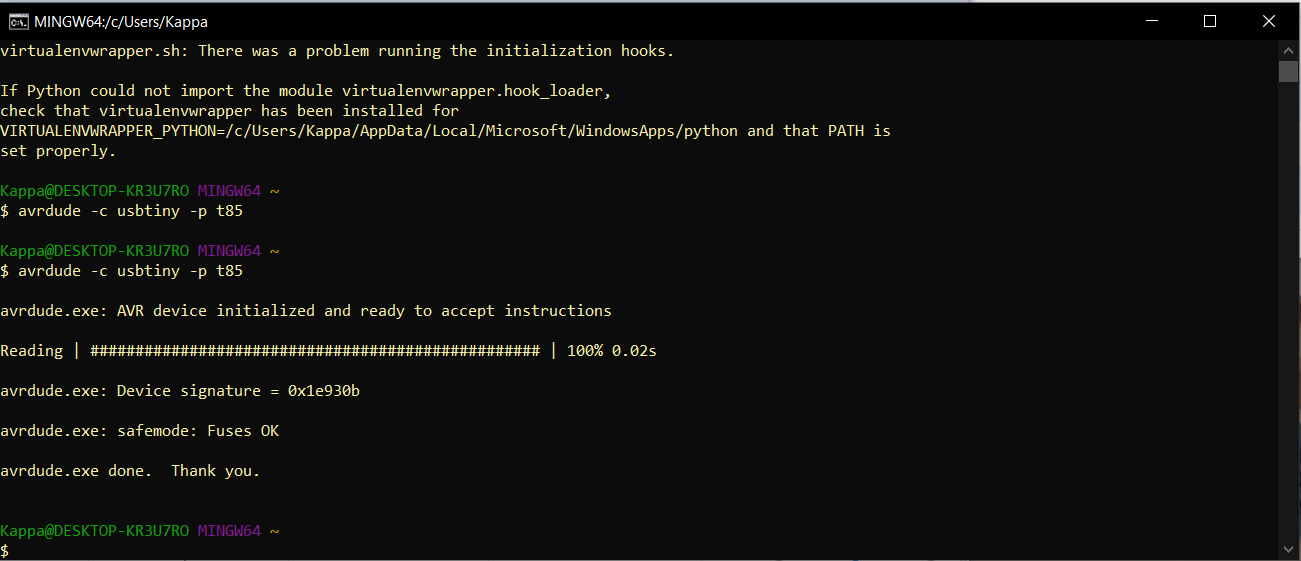 MINGW64:/c/Users/Kappa
virtualenvwrapper.sh: There was a problem running the initialization hooks.
If Python could not import the module virtualenvwrapper.hook_loader,
check that virtualenvwrapper has been installed for
VIRTUALENVWRAPPER_PYTHON=/c/Users/Kappa/AppData/Local/Microsoft/WindowsApps/python and that PATH is
set properly.
Kappa@DESKTOP-KR3U7RO MINGW64 ~
$ avrdude -c usbtiny -p t85
Kappa@DESKTOP-KR3U7RO MINGW64 ~
$ avrdude -c usbtiny -p t85
avrdude.exe: AVR device initialized and ready to accept instructions
Reading | ################################################## | 100% 0.02s
avrdude.exe: Device signature = 0x1e930b
avrdude.exe: safemode: Fuses OK
avrdude.exe done.  Thank you.
Kappa@DESKTOP-KR3U7RO MINGW64 ~
$